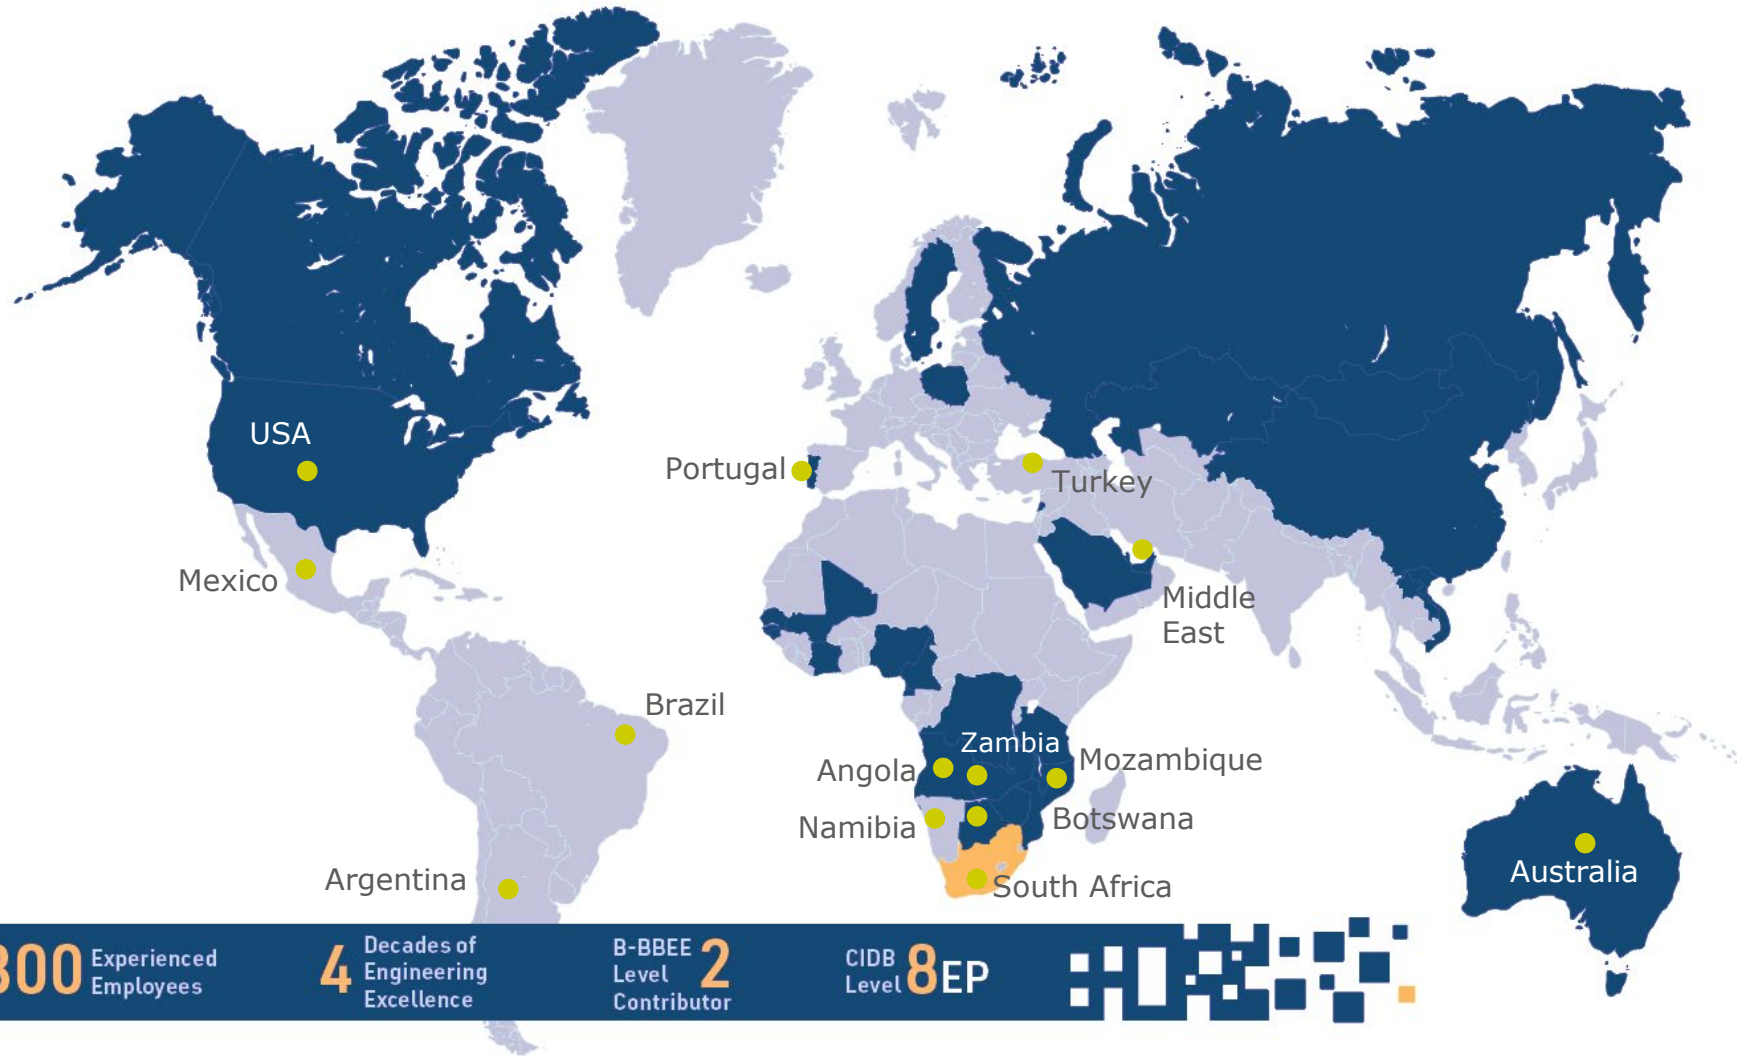 USA
Portugal
Turkey
Mexico
Middle
East
Brazil
Zambia
Mozambique
Angola
Botswana
Namibia
Argentina
South Africa
Australia
300 Experienced
Employees
4 Decades of
Engineering
Excellence
B-BBEE
Level 2
Contributor
CIDB
Level 8EP